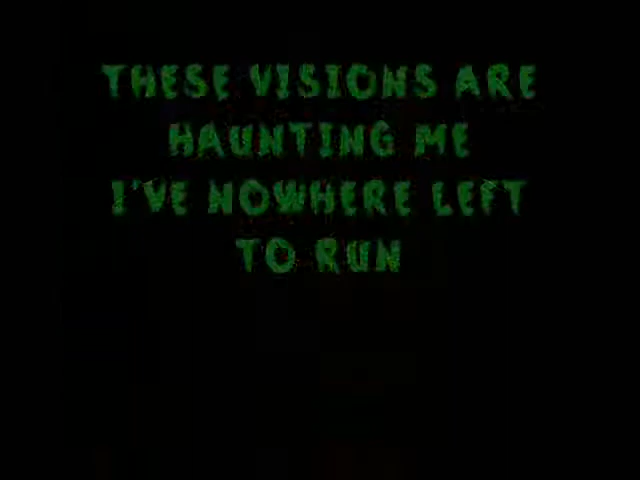 THESE VISIONS ARE
HAUNTING ME
I'VE NOWHERE LEFT
TO RUN